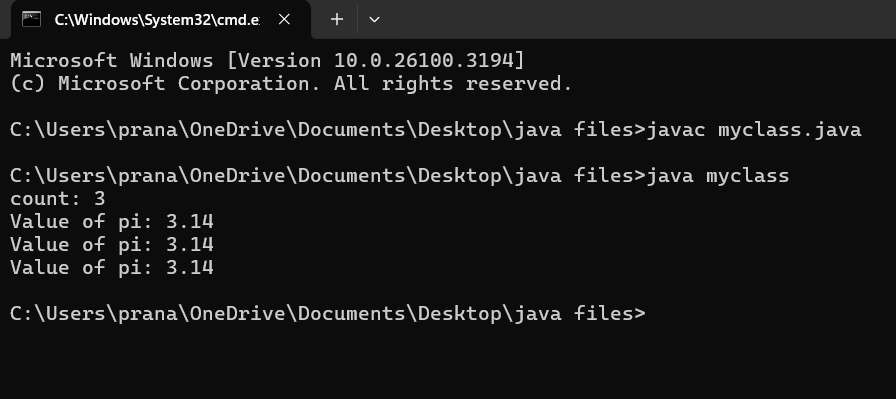 C:\Windows\System32\cmd.e
Microsoft Windows [Version 10.0.26100.3194]
(c) Microsoft Corporation. All rights reserved.
C:\Users\prana\OneDrive\Documents\Desktop\java files>javac myclass.java
C:\Users\prana\OneDrive\Documents\Desktop\java files>java myclass
count: 3
Value of pi: 3.14
Value of pi: 3.14
Value of pi: 3.14
C:\Users\prana\OneDrive\Documents\Desktop\java files>